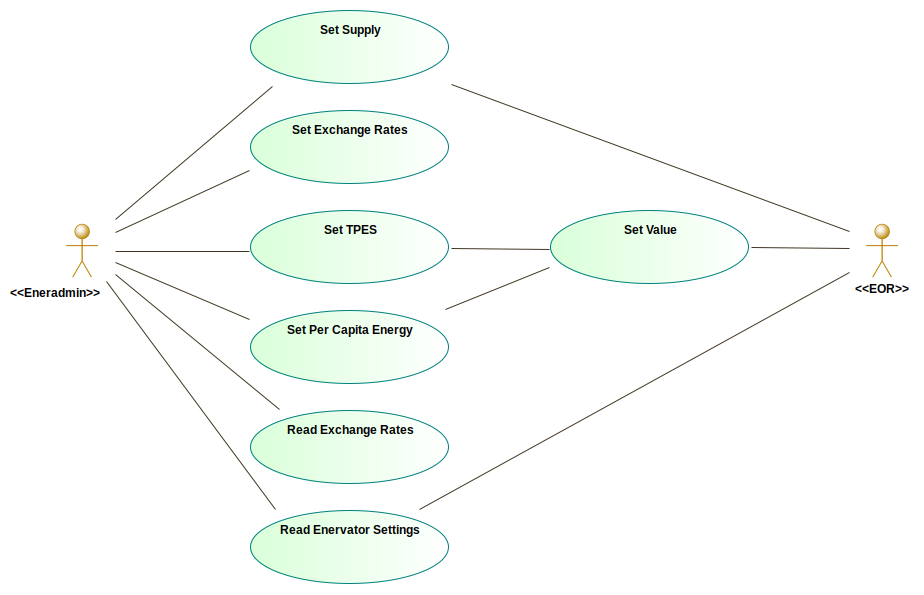 Set Supply
Set Exchange Rates
Set TPES
Set Value
<<Eneradmin>>
<<EOR>>
Set Per Capita Energy
Read Exchange Rates
Read Enervator Settings